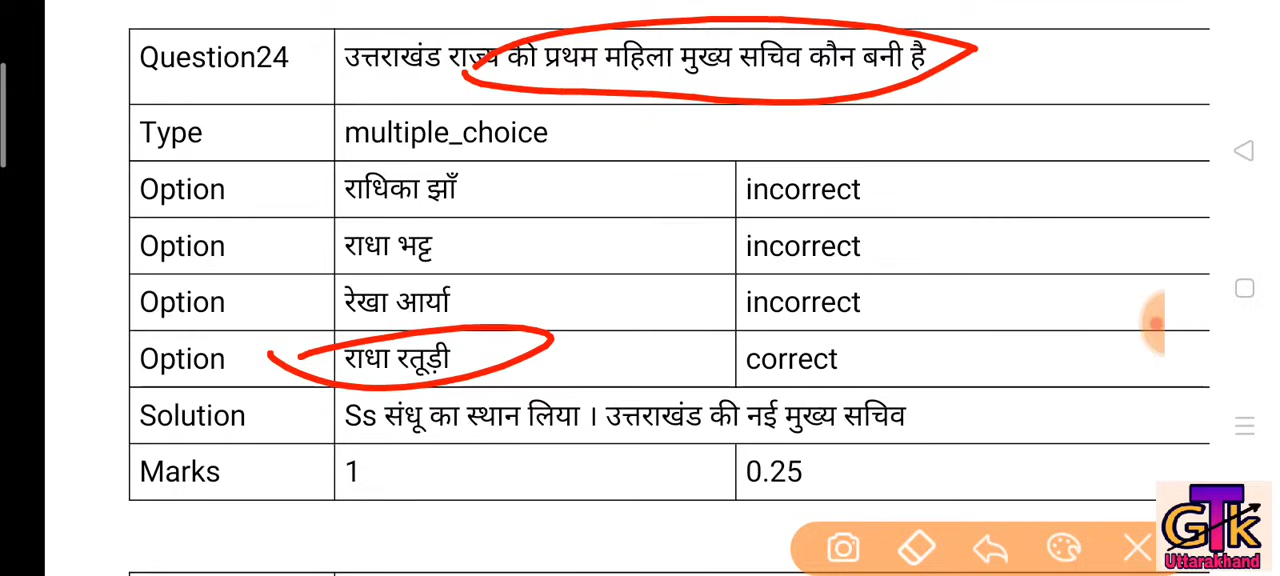 Question24 उत्तराखंड राज्य की प्रथम महिला मुख्य सचिव कौन बनी है
Type multiple_choice
Option राधिका झाँ incorrect
Option राधा भट्ट incorrect
Option रेखा आर्या incorrect
Option राधा रतूड़ी correct
Solution Ss संधू का स्थान लिया । उत्तराखंड की नई मुख्य सचिव
Marks 1 0.25
GTK
Uttarakhand